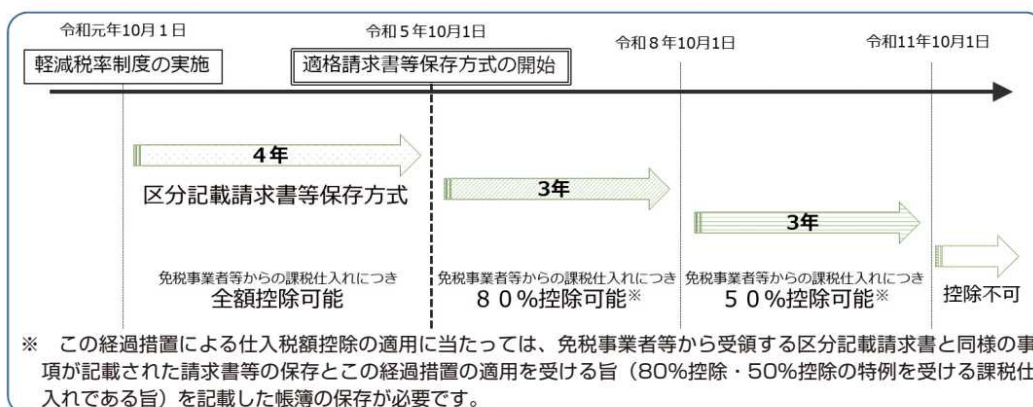 令和元年10月１日
令和５年10月1日
令和８年10月1日
令和11年10月1日
軽減税率制度の実施
適格請求書等保存方式の開始
４年
区分記載請求書等保存方式
3年
3年
免税事業者等からの課税仕入れにつき
全額控除可能
免税事業者等からの課税仕入れにつき
８０％控除可能※
免税事業者等からの課税仕入れにつき
５０％控除可能※
控除不可
※　この経過措置による仕入税額控除の適用に当たっては、免税事業者等から受領する区分記載請求書と同様の事
項が記載された請求書等の保存とこの経過措置の適用を受ける旨（80%控除・50%控除の特例を受ける課税仕
入れである旨）を記載した帳簿の保存が必要です。